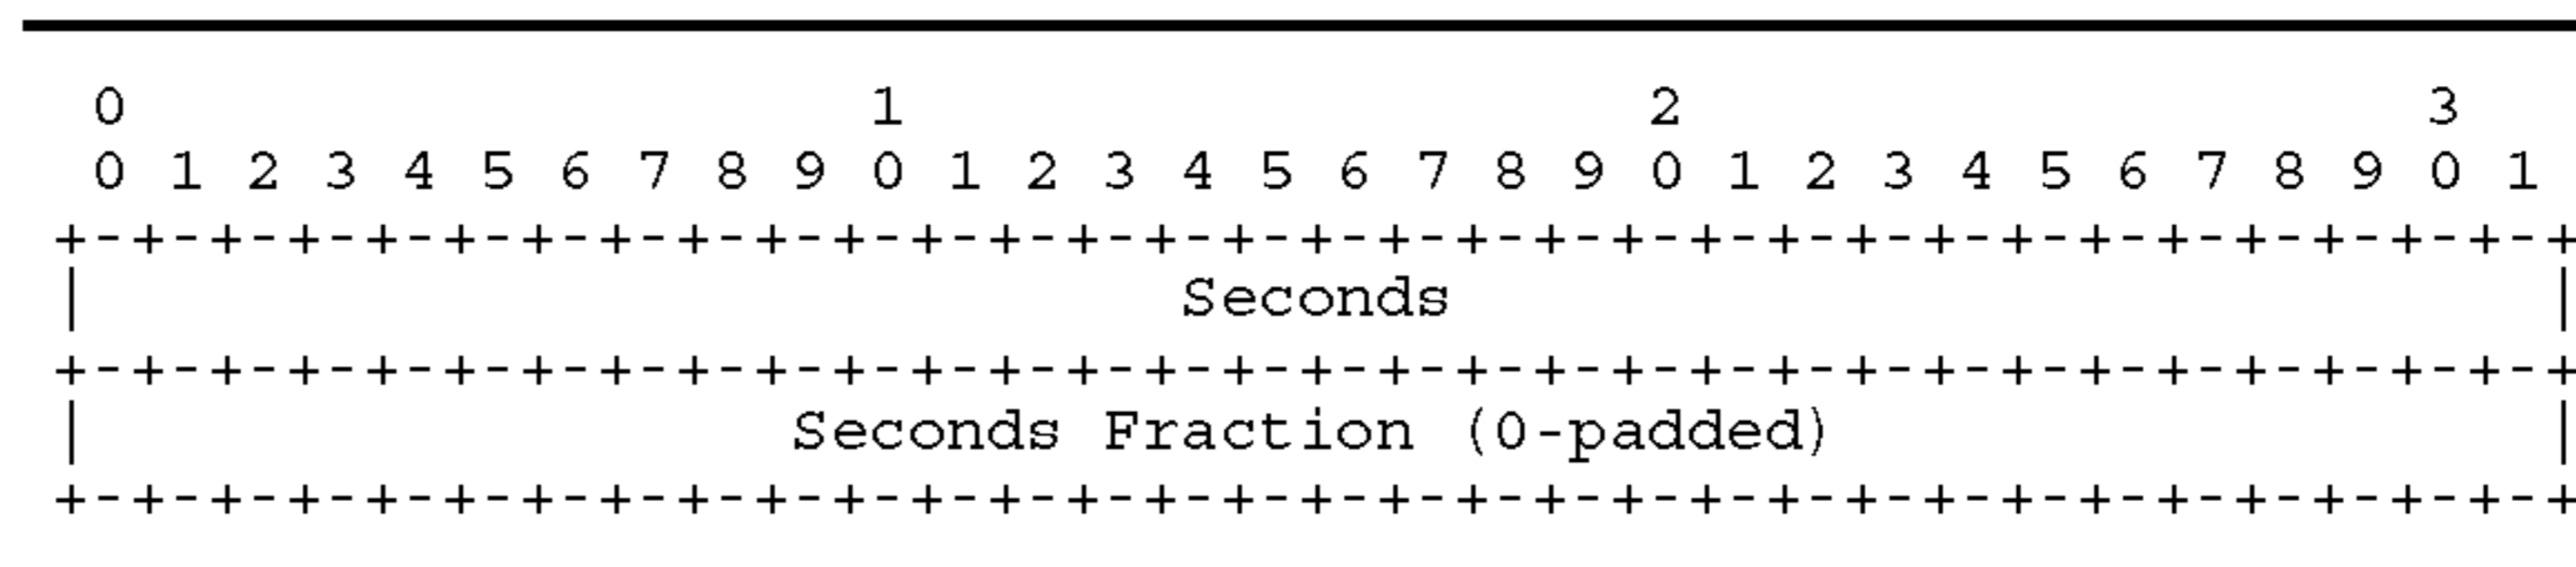 0                   1                   2                   3
0 1 2 3 4 5 6 7 8 9 0 1 2 3 4 5 6 7 8 9 0 1 2 3 4 5 6 7 8 9 0 1
+-+-+-+-+-+-+-+-+-+-+-+-+-+-+-+-+-+-+-+-+-+-+-+-+-+-+-+-+-+-+-+-+
|                            Seconds                            |
+-+-+-+-+-+-+-+-+-+-+-+-+-+-+-+-+-+-+-+-+-+-+-+-+-+-+-+-+-+-+-+-+
|                  Seconds Fraction (0-padded)                  |
+-+-+-+-+-+-+-+-+-+-+-+-+-+-+-+-+-+-+-+-+-+-+-+-+-+-+-+-+-+-+-+-+